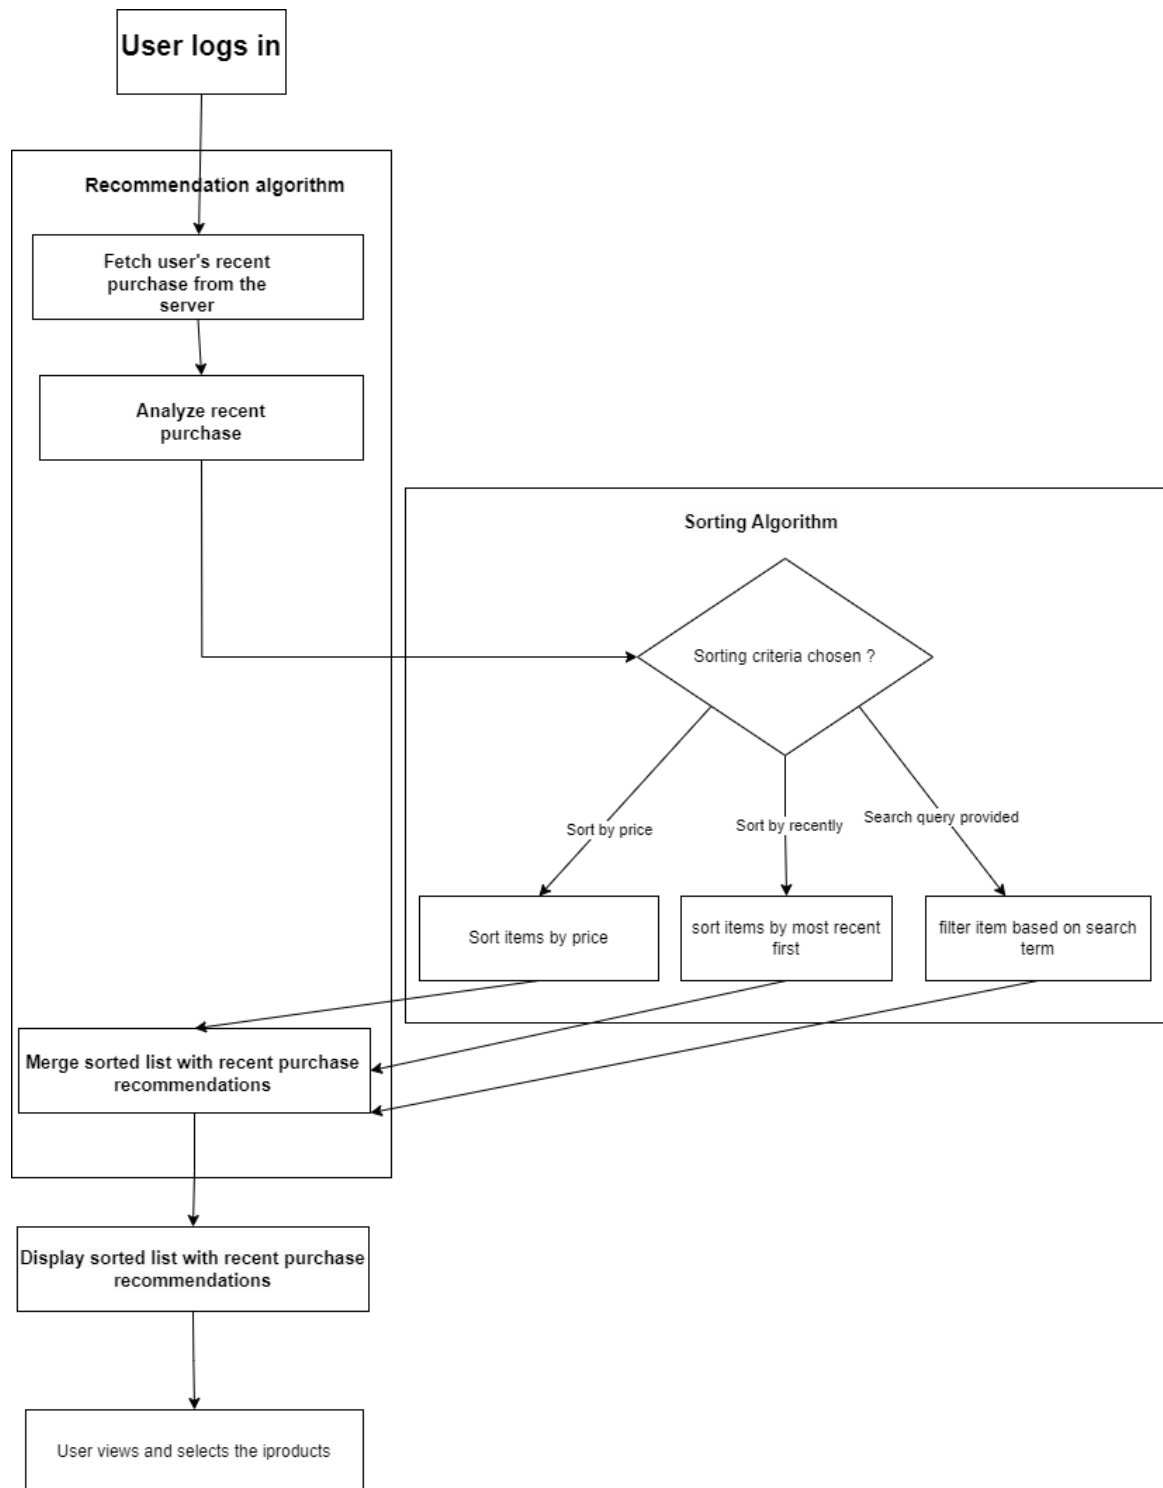 User logs in
Recommendation algorithm
Fetch user's recent
purchase from the
server
Analyze recent
purchase
Sorting Algorithm
Sorting criteria chosen ?
Sort by price
Sort by recently
Search query provided
Sort items by price
sort items by most recent
first
filter item based on search
term
Merge sorted list with recent purchase
recommendations
Display sorted list with recent purchase
recommendations
User views and selects the iproducts